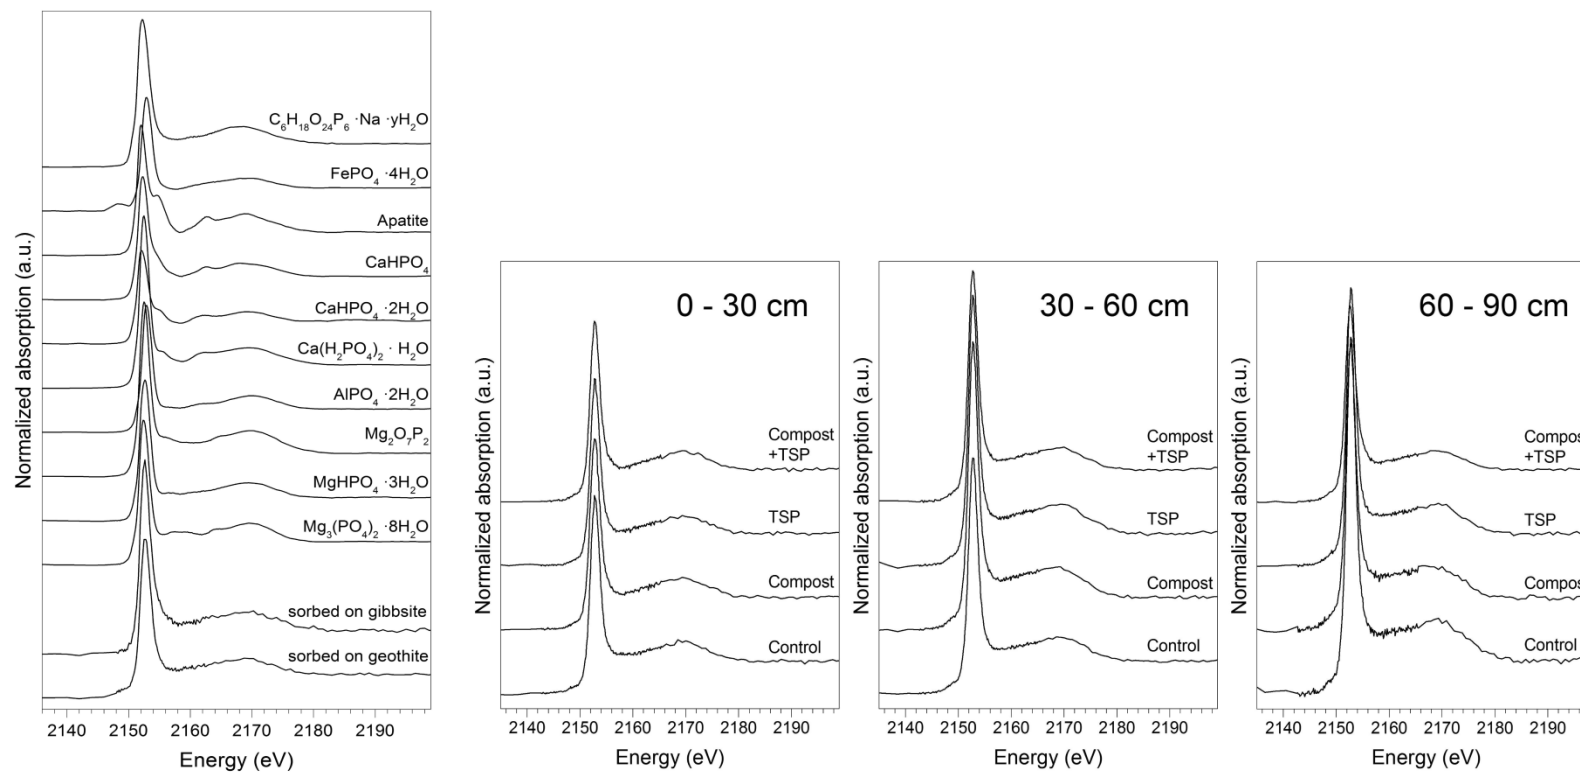 Normalized absorption (a.u.)
C₆H₁₈O₂₄P₆ ·Na ·yH₂O
FePO₄ ·4H₂O
Apatite
CaHPO₄
CaHPO₄ ·2H₂O
Ca(H₂PO₄)₂ · H₂O
AlPO₄ ·2H₂O
Mg₂O₇P₂
MgHPO₄ ·3H₂O
Mg₃(PO₄)₂ ·8H₂O
sorbed on gibbsite
sorbed on geothite
2140 2150 2160 2170 2180 2190
Energy (eV)
Normalized absorption (a.u.)
0 - 30 cm
Compost
+TSP
TSP
Compost
Control
2140 2150 2160 2170 2180 2190
Energy (eV)
Normalized absorption (a.u.)
30 - 60 cm
Compost
+TSP
TSP
Compost
Control
2140 2150 2160 2170 2180 2190
Energy (eV)
Normalized absorption (a.u.)
60 - 90 cm
Compost
+TSP
TSP
Compost
Control
2140 2150 2160 2170 2180 2190
Energy (eV)